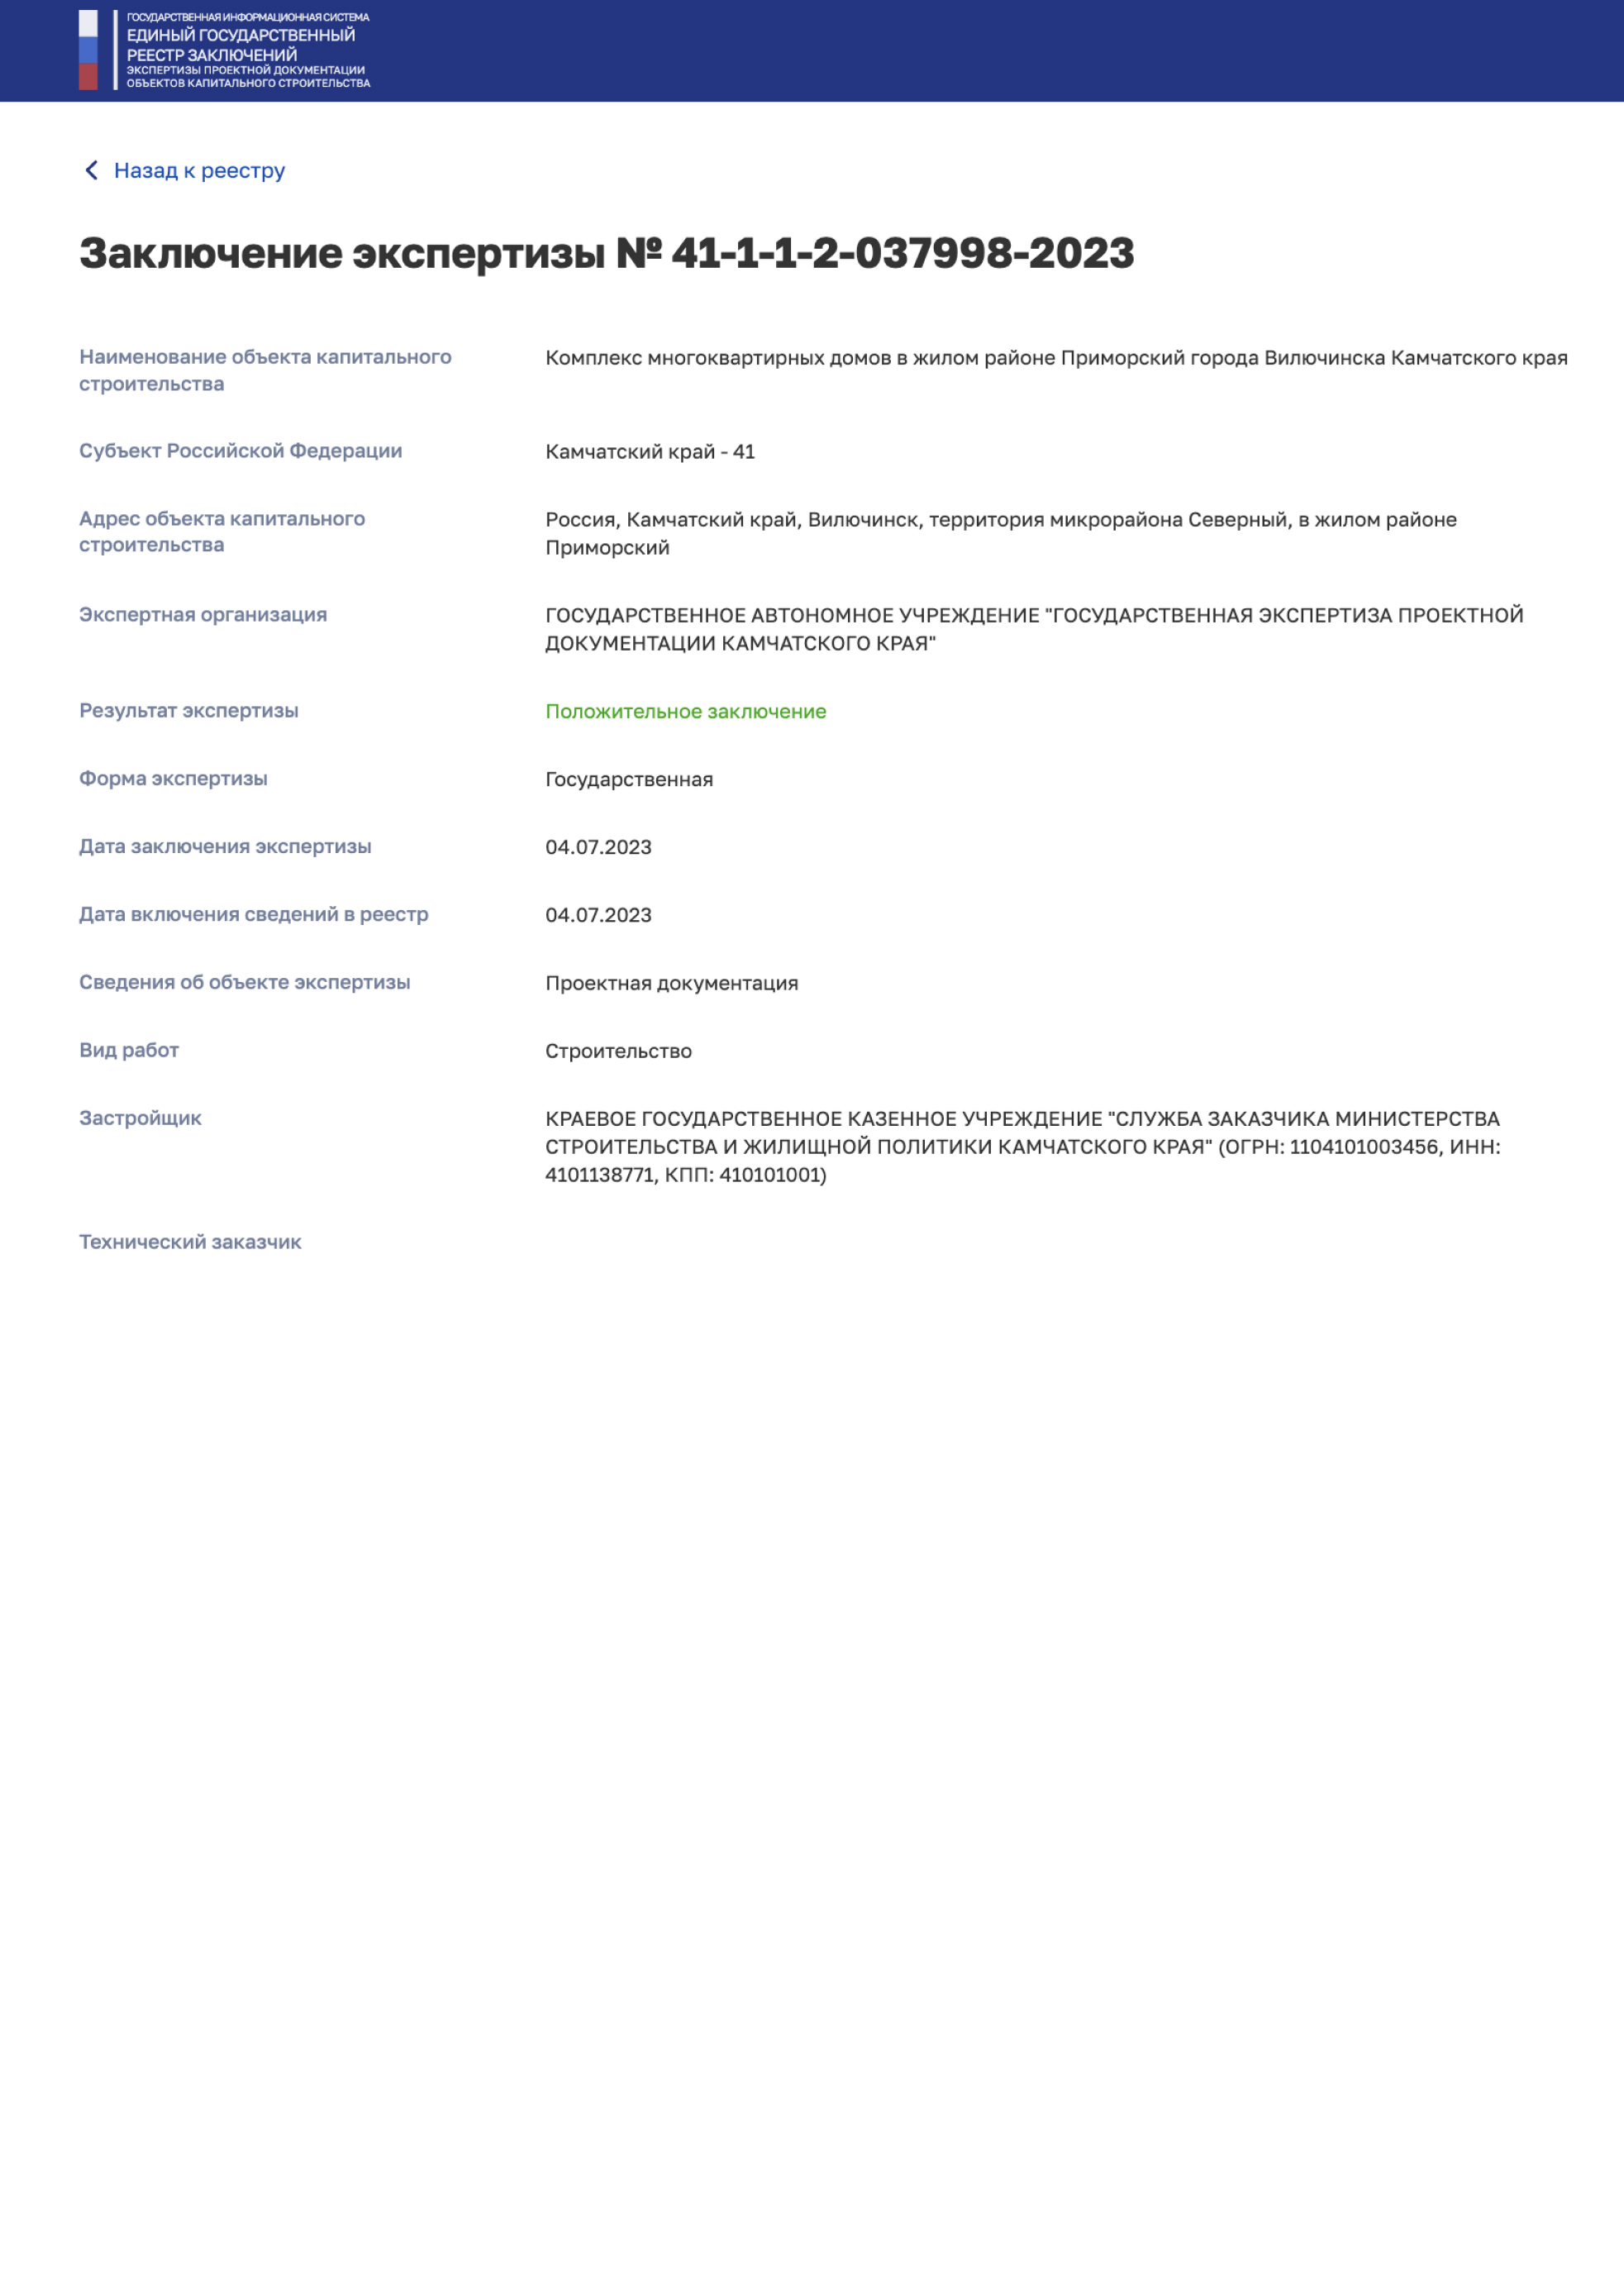 ГОСУДАРСТВЕННАЯ ИНФОРМАЦИОННАЯ СИСТЕМА
ЕДИНЫЙ ГОСУДАРСТВЕННЫЙ
РЕЕСТР ЗАКЛЮЧЕНИЙ
ЭКСПЕРТИЗЫ ПРОЕКТНОЙ ДОКУМЕНТАЦИИ
ОБЪЕКТОВ КАПИТАЛЬНОГО СТРОИТЕЛЬСТВА
Назад к реестру
Заключение экспертизы № 41-1-1-2-037998-2023
Наименование объекта капитального
строительства
Комплекс многоквартирных домов в жилом районе Приморский города Вилючинска Камчатского края
Субъект Российской Федерации
Камчатский край - 41
Адрес объекта капитального
строительства
Россия, Камчатский край, Вилючинск, территория микрорайона Северный, в жилом районе
Приморский
Экспертная организация
ГОСУДАРСТВЕННОЕ АВТОНОМНОЕ УЧРЕЖДЕНИЕ "ГОСУДАРСТВЕННАЯ ЭКСПЕРТИЗА ПРОЕКТНОЙ
ДОКУМЕНТАЦИИ КАМЧАТСКОГО КРАЯ"
Результат экспертизы
Положительное заключение
Форма экспертизы
Государственная
Дата заключения экспертизы
04.07.2023
Дата включения сведений в реестр
04.07.2023
Сведения об объекте экспертизы
Проектная документация
Вид работ
Строительство
Застройщик
КРАЕВОЕ ГОСУДАРСТВЕННОЕ КАЗЕННОЕ УЧРЕЖДЕНИЕ "СЛУЖБА ЗАКАЗЧИКА МИНИСТЕРСТВА
СТРОИТЕЛЬСТВА И ЖИЛИЩНОЙ ПОЛИТИКИ КАМЧАТСКОГО КРАЯ" (ОГРН: 1104101003456, ИНН:
4101138771, КПП: 410101001)
Технический заказчик